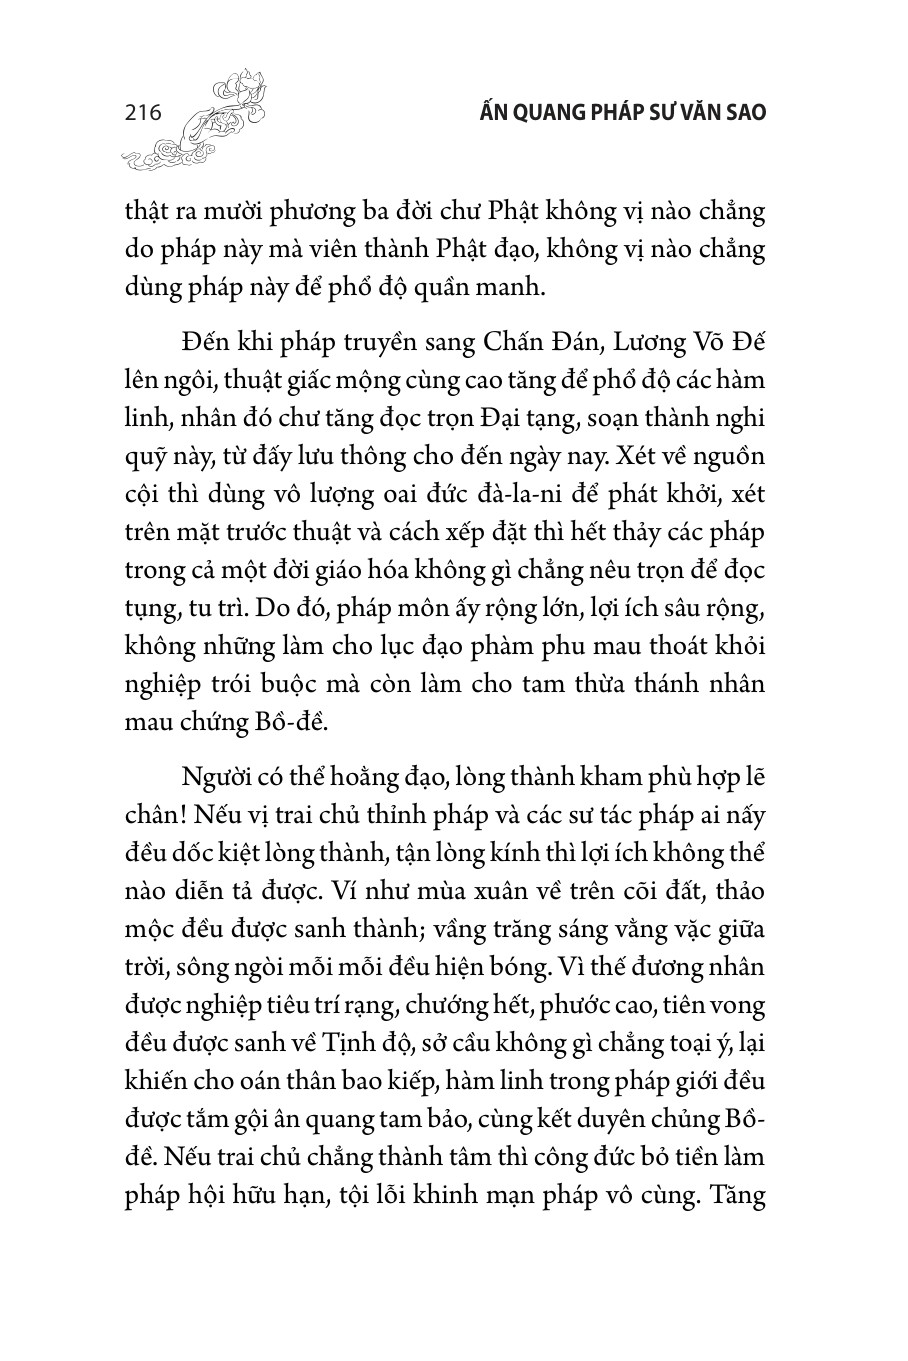 216
ẤN QUANG PHÁP SƯ VĂN SAO
thật ra mười phương ba đời chư Phật không vị nào chẳng
do pháp này mà viên thành Phật đạo, không vị nào chẳng
dùng pháp này để phổ độ quần manh.
Đến khi pháp truyền sang Chấn Đán, Lương Võ Đế
lên ngôi, thuật giấc mộng cùng cao tăng để phổ độ các hàm
linh, nhân đó chư tăng đọc trọn Đại tạng, soạn thành nghi
quỹ này, từ đấy lưu thông cho đến ngày nay. Xét về nguồn
cội thì dùng vô lượng oai đức đà-la-ni để phát khởi, xét
trên mặt trước thuật và cách xếp đặt thì hết thảy các pháp
trong cả một đời giáo hóa không gì chẳng nêu trọn để đọc
tụng, tu trì. Do đó, pháp môn ấy rộng lớn, lợi ích sâu rộng,
không những làm cho lục đạo phàm phu mau thoát khỏi
nghiệp trói buộc mà còn làm cho tam thừa thánh nhân
mau chứng Bồ-đề.
Người có thể hoằng đạo, lòng thành kham phù hợp lẽ
chân! Nếu vị trai chủ thỉnh pháp và các sư tác pháp ai nấy
đều dốc kiệt lòng thành, tận lòng kính thì lợi ích không thể
nào diễn tả được. Ví như mùa xuân về trên cõi đất, thảo
mộc đều được sanh thành; vầng trăng sáng vằng vặc giữa
trời, sông ngòi mỗi mỗi đều hiện bóng. Vì thế đương nhân
được nghiệp tiêu trí rạng, chướng hết, phước cao, tiên vong
đều được sanh về Tịnh độ, sở cầu không gì chẳng toại ý, lại
khiến cho oán thân bao kiếp, hàm linh trong pháp giới đều
được tắm gội ân quang tam bảo, cùng kết duyên chủng Bồ-
đề. Nếu trai chủ chẳng thành tâm thì công đức bỏ tiền làm
pháp hội hữu hạn, tội lỗi khinh mạn pháp vô cùng. Tăng